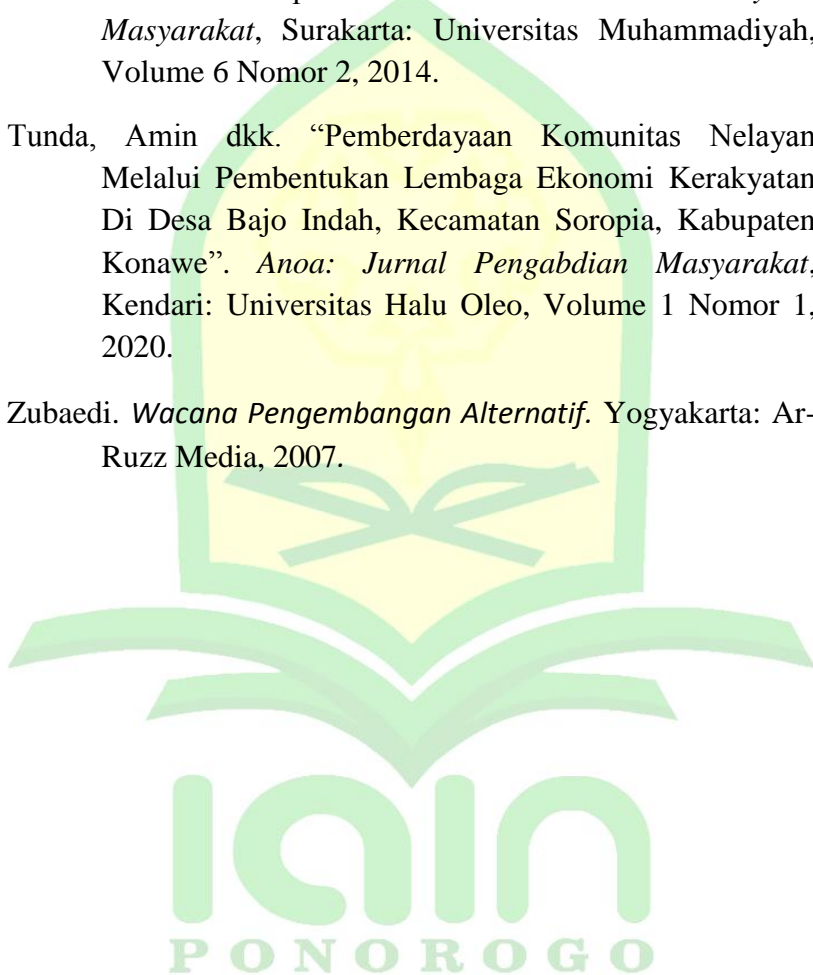 Masyarakat, Surakarta: Universitas Muhammadiyah,
Volume 6 Nomor 2, 2014.
Tunda, Amin dkk. “Pemberdayaan Komunitas Nelayan
Melalui Pembentukan Lembaga Ekonomi Kerakyatan
Di Desa Bajo Indah, Kecamatan Soropia, Kabupaten
Konawe”. Anoa: Jurnal Pengabdian Masyarakat,
Kendari: Universitas Halu Oleo, Volume 1 Nomor 1,
2020.
Zubaedi. Wacana Pengembangan Alternatif. Yogyakarta: Ar-
Ruzz Media, 2007.
IAIN
PONOROGO